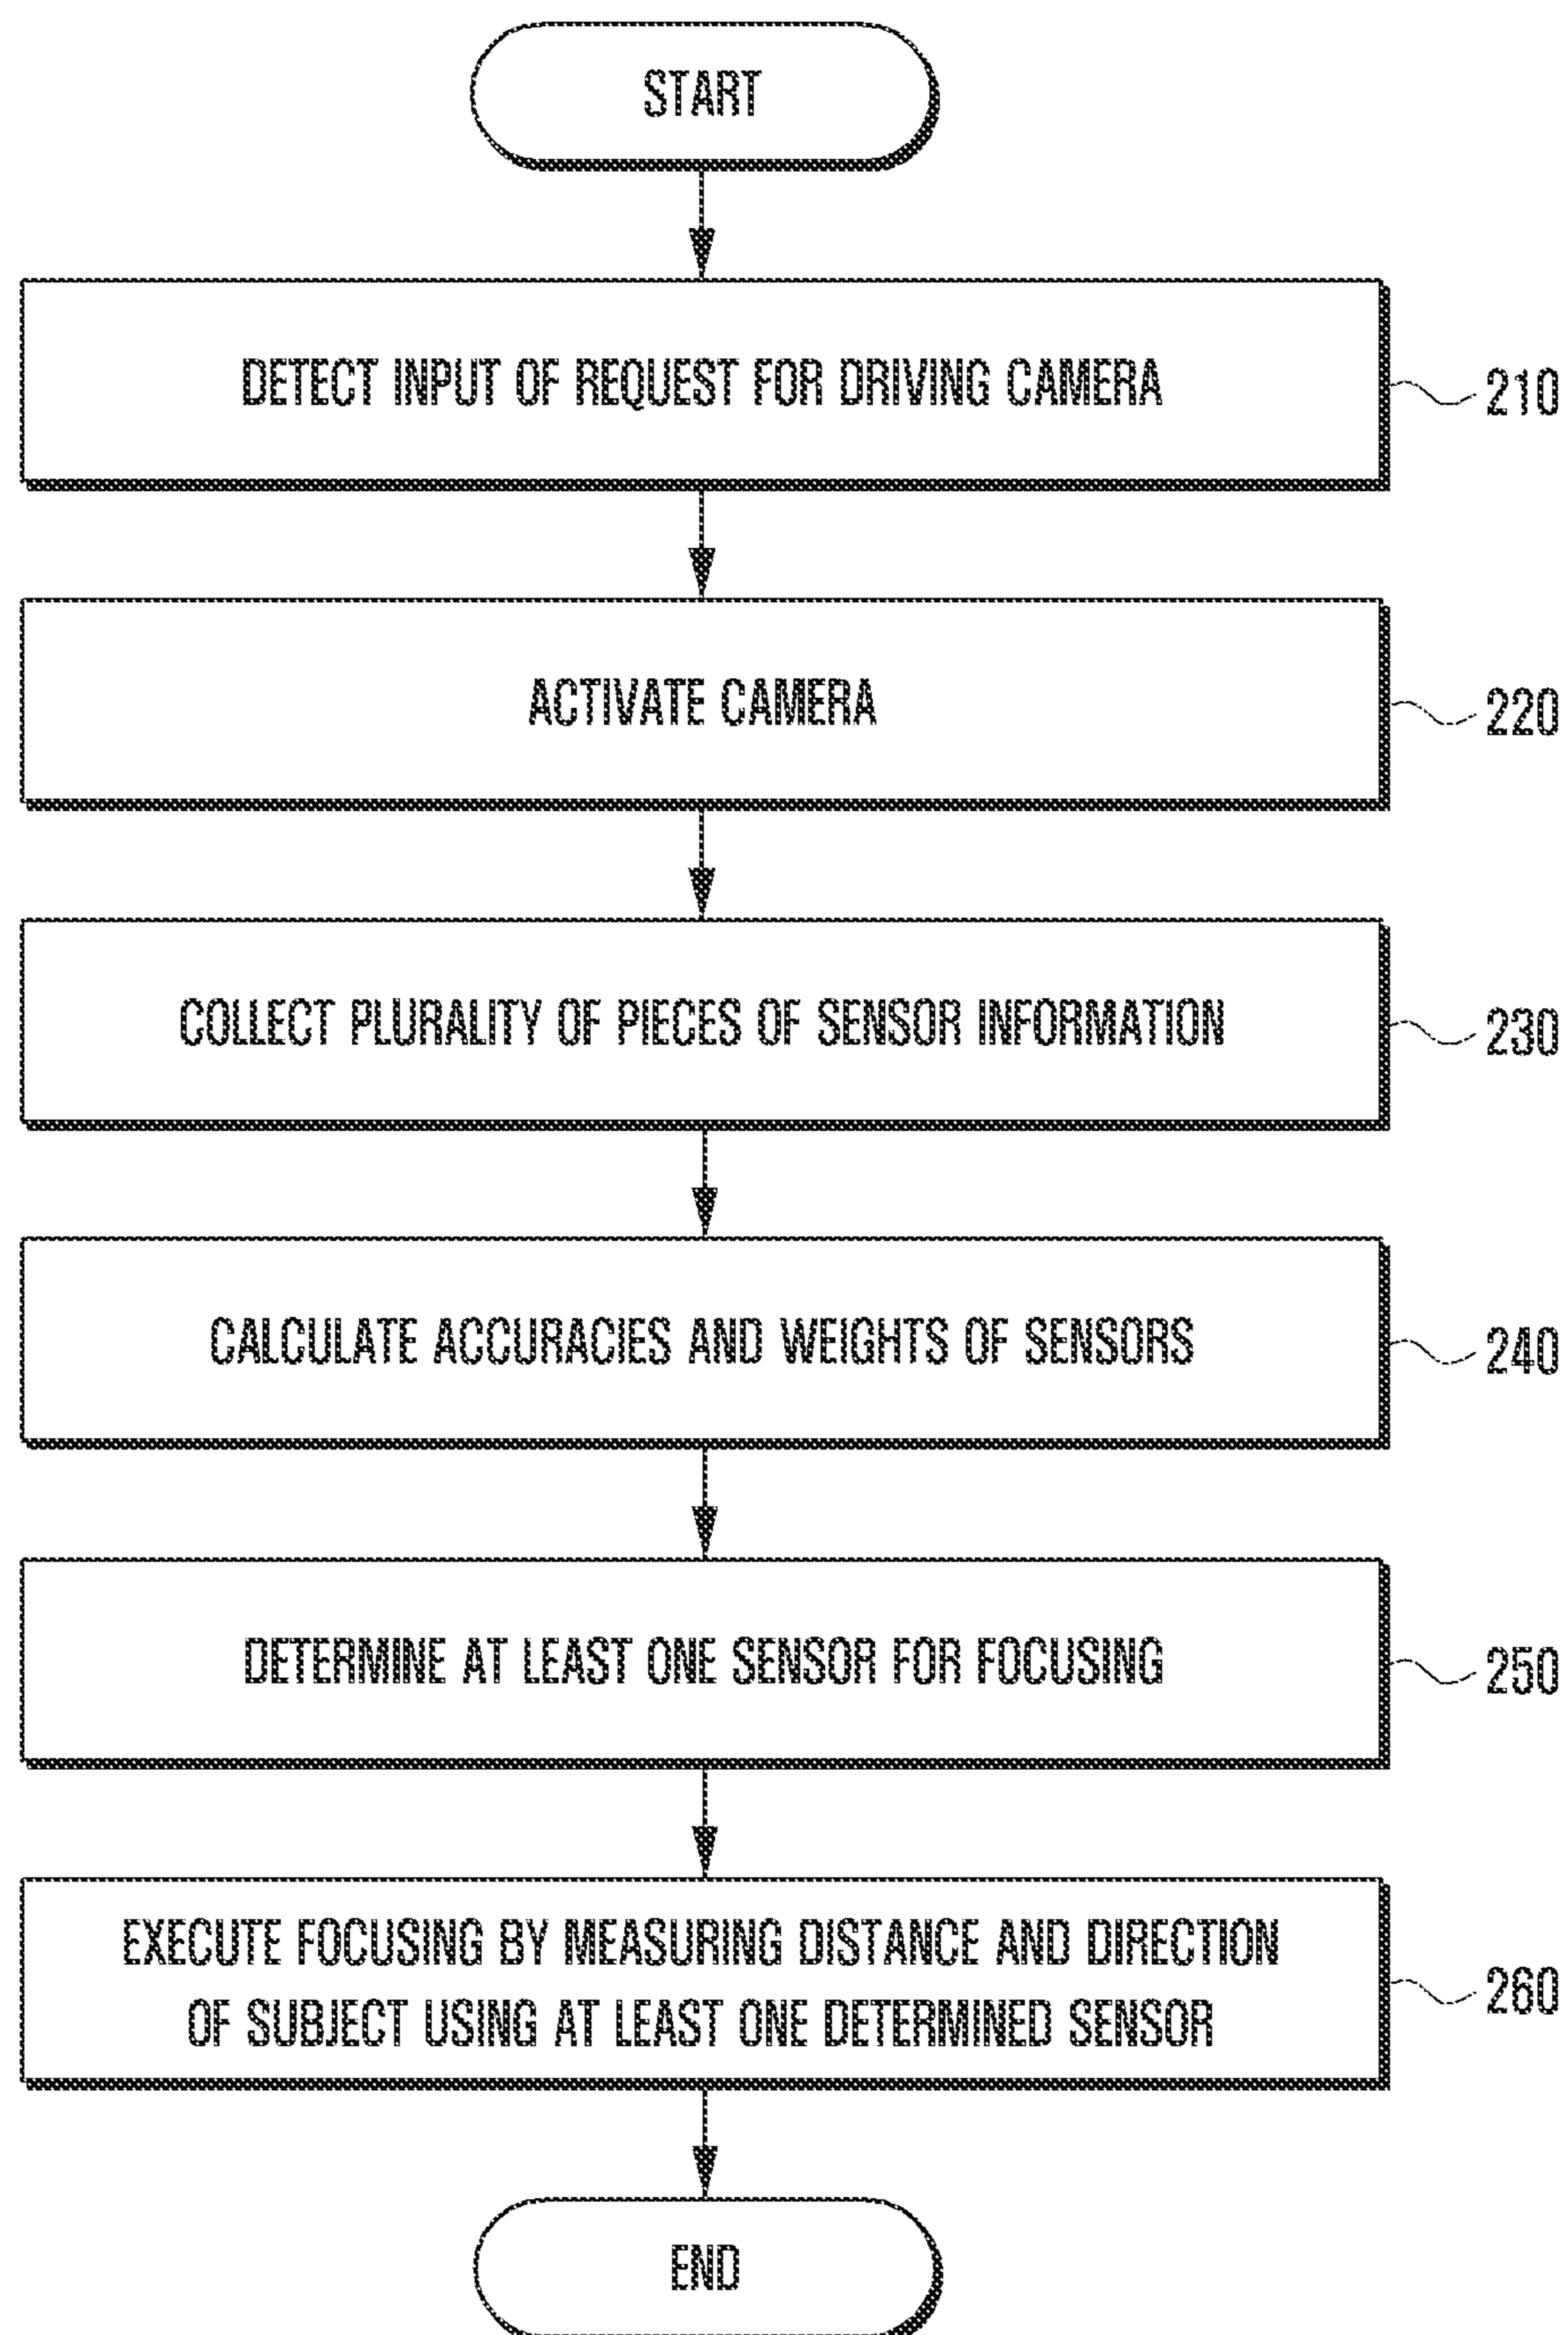 START
DETECT INPUT OF REQUEST FOR DRIVING CAMERA
210
ACTIVATE CAMERA
220
COLLECT PLURALITY OF PIECES OF SENSOR INFORMATION
230
CALCULATE ACCURACIES AND WEIGHTS OF SENSORS
240
DETERMINE AT LEAST ONE SENSOR FOR FOCUSING
250
EXECUTE FOCUSING BY MEASURING DISTANCE AND DIRECTION
OF SUBJECT USING AT LEAST ONE DETERMINED SENSOR
260
END